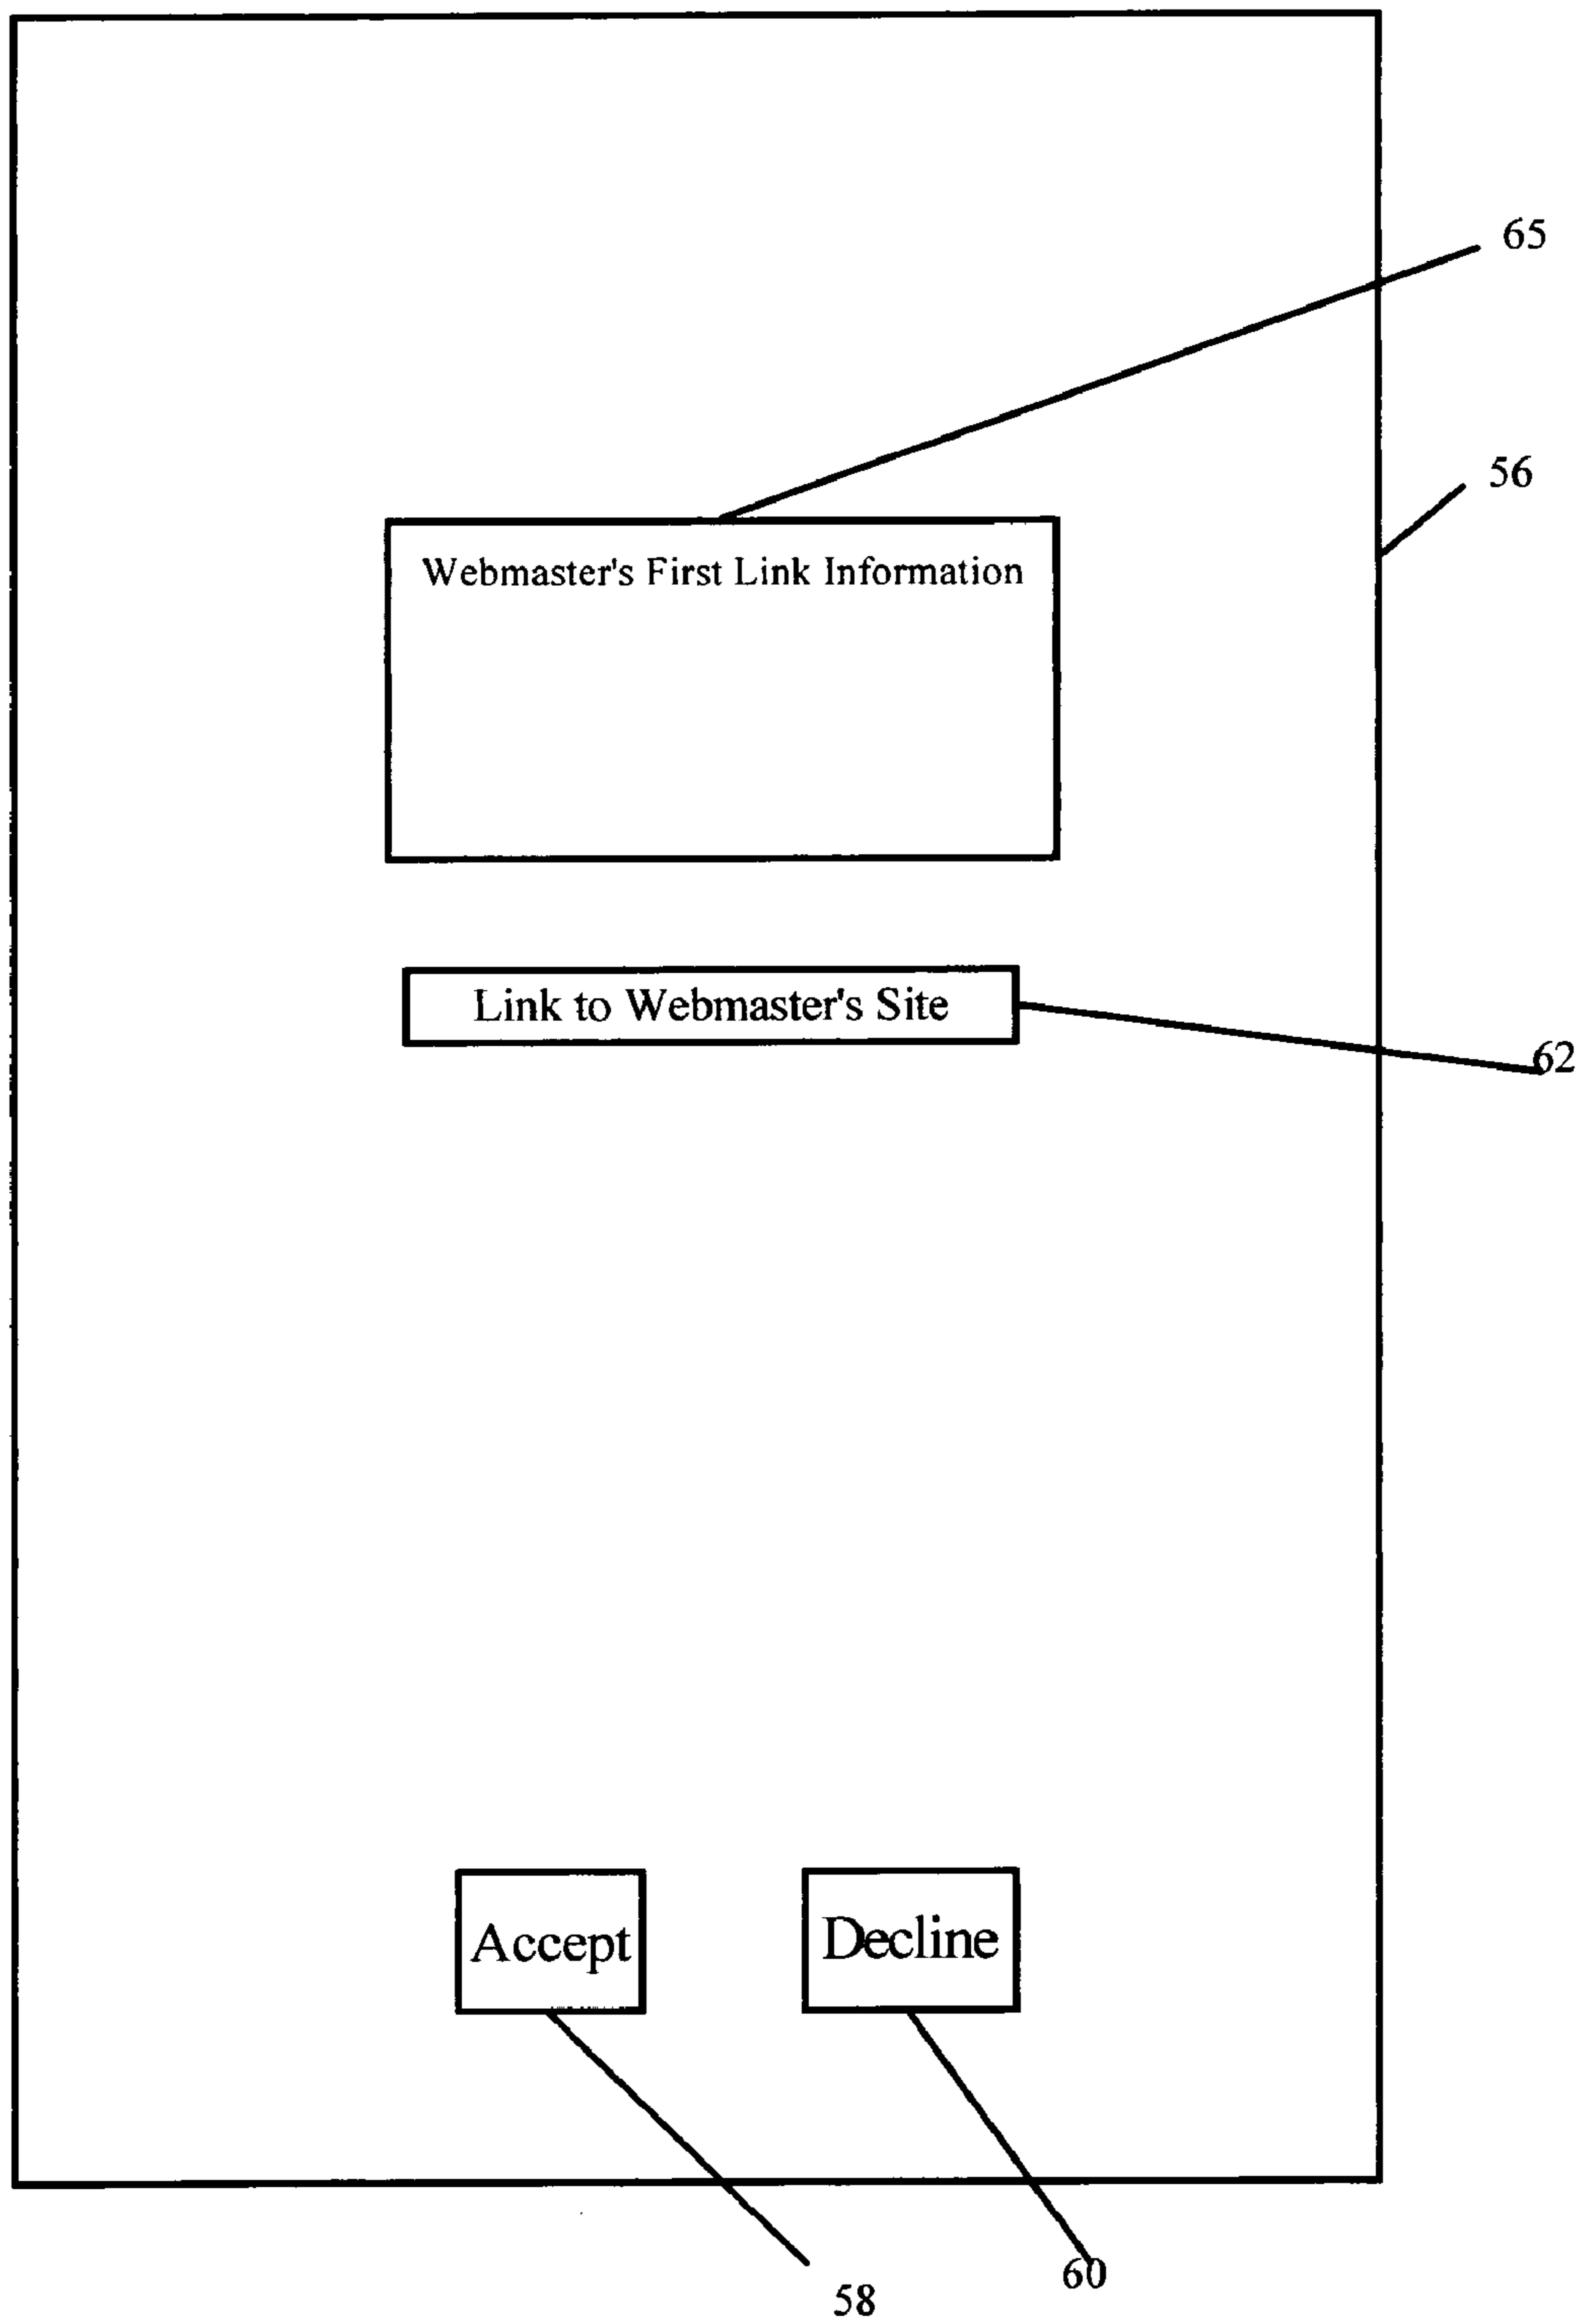 65
56
Webmaster's First Link Information
Link to Webmaster's Site
62
Accept
Decline
58
60